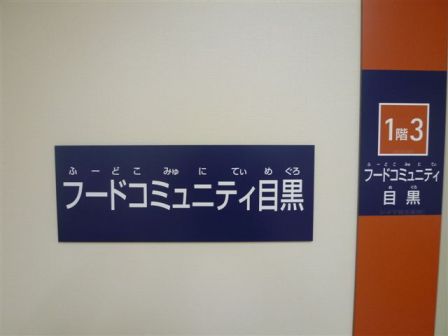 ふーどこみゅにてぃめぐろ
フードコミュニティ目黒
1階3
ふーどこみゅにてぃ
フードコミュニティ
めぐろ
目黒